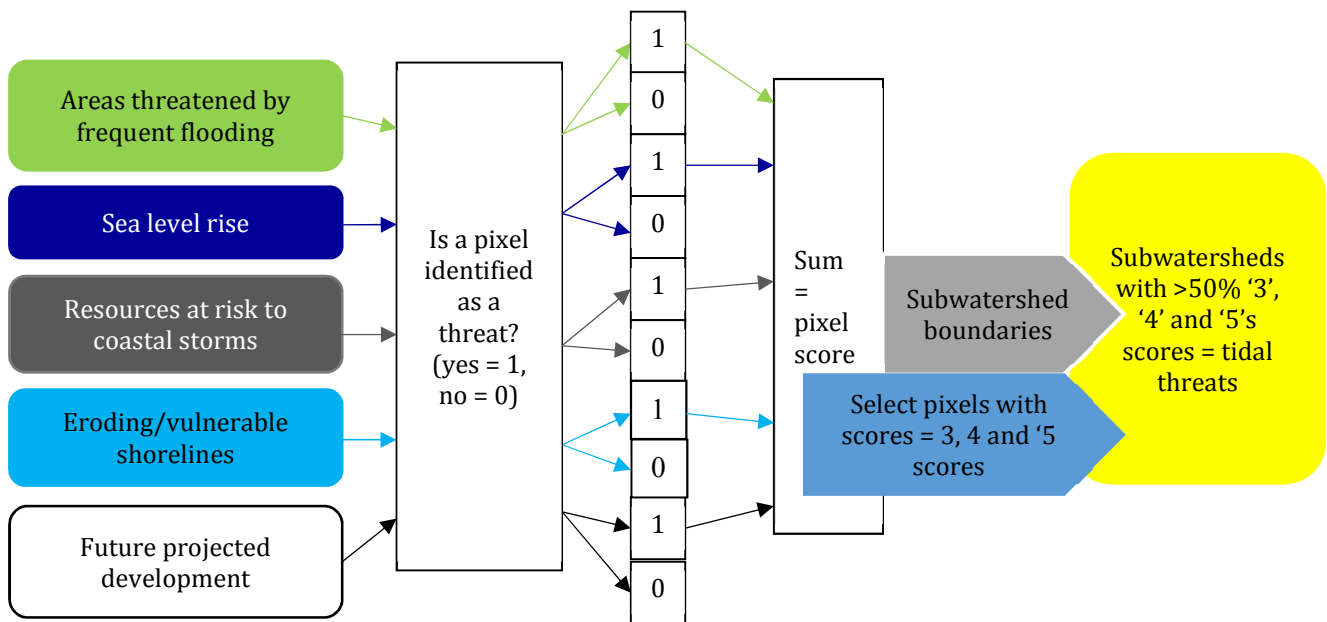 Areas threatened by
frequent flooding
Sea level rise
Resources at risk to
coastal storms
Eroding/vulnerable
shorelines
Future projected
development
Is a pixel
identified
as a
threat?
(yes = 1,
no = 0)
1
0
1
0
1
0
1
0
1
0
Sum
=
pixel
score
Subwatershed
boundaries
Select pixels with
scores = 3, 4 and ‘5
scores
Subwatersheds
with >50% ‘3’,
‘4’ and ‘5’s
scores = tidal
threats